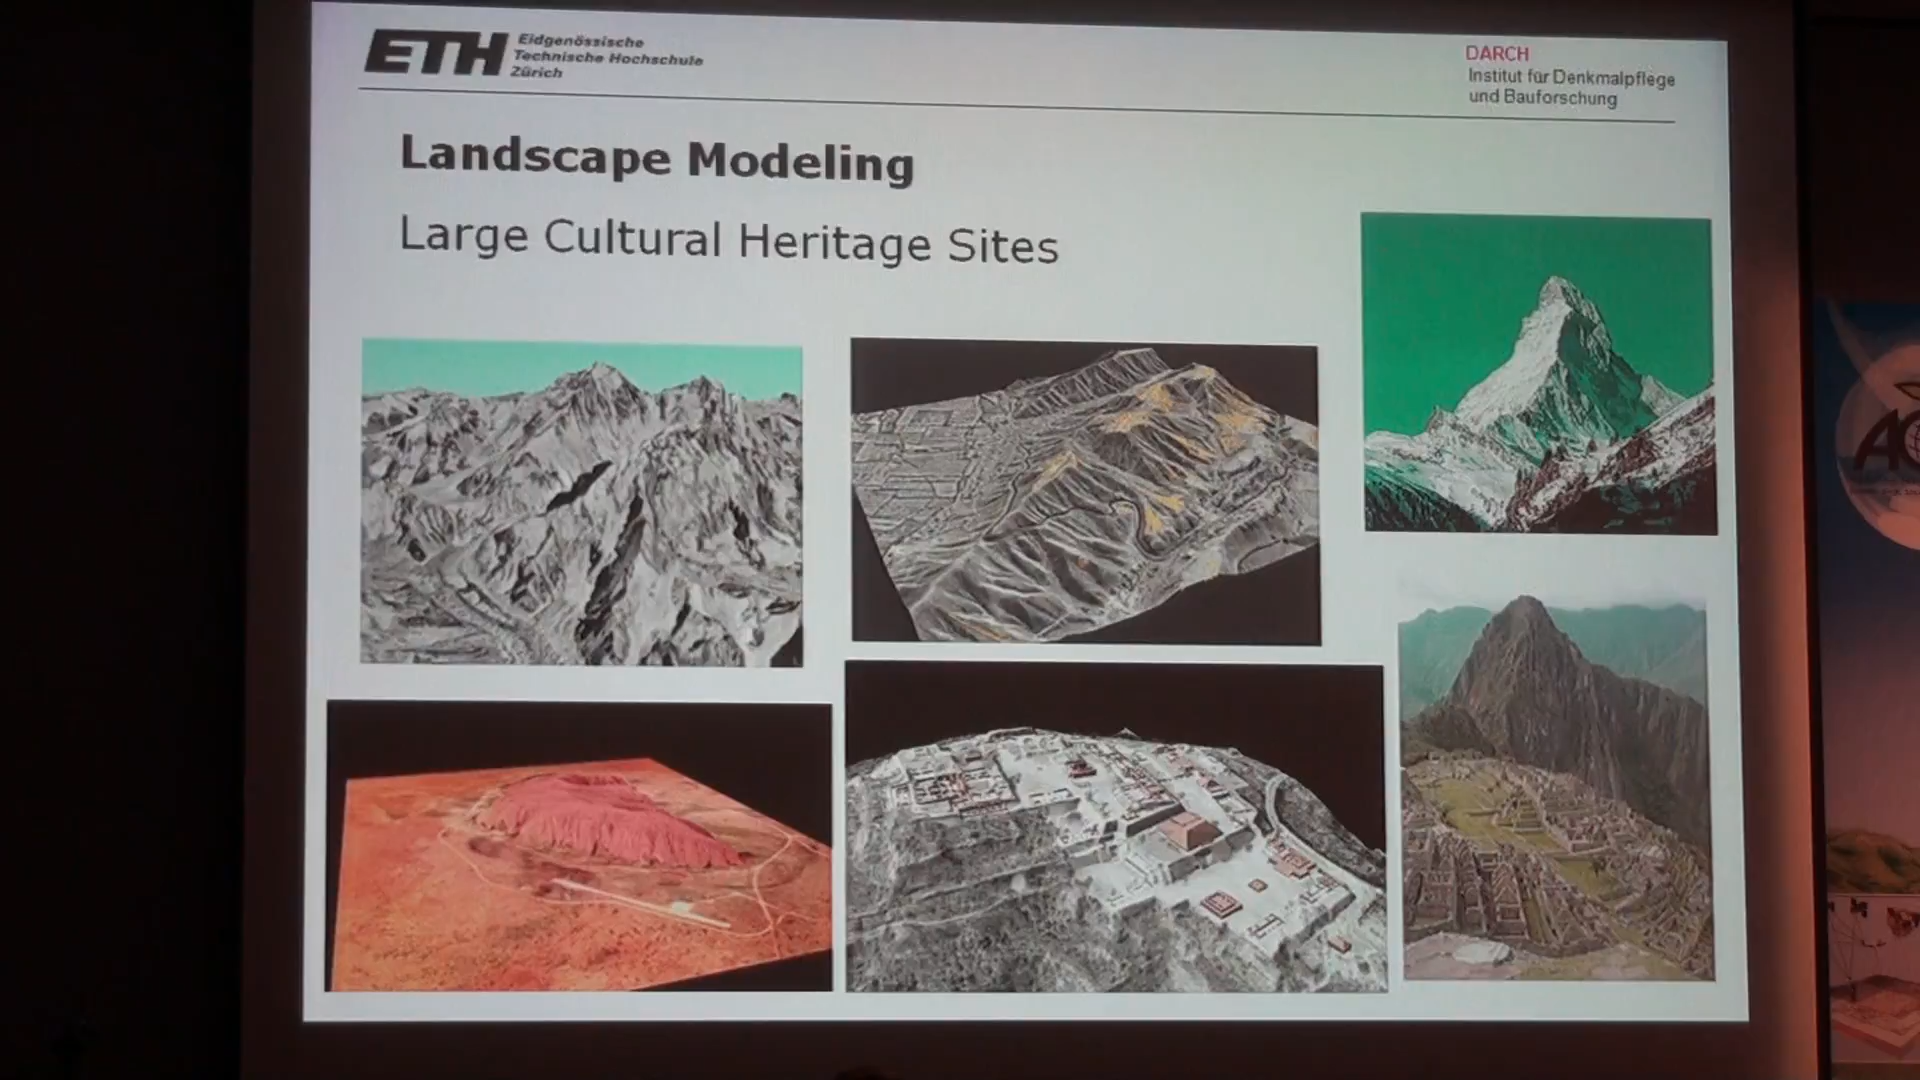 ETH
Eidgenössische
Technische Hochschule
Zürich
DARCH
Institut für Denkmalpflege
und Bauforschung
Landscape Modeling
Large Cultural Heritage Sites